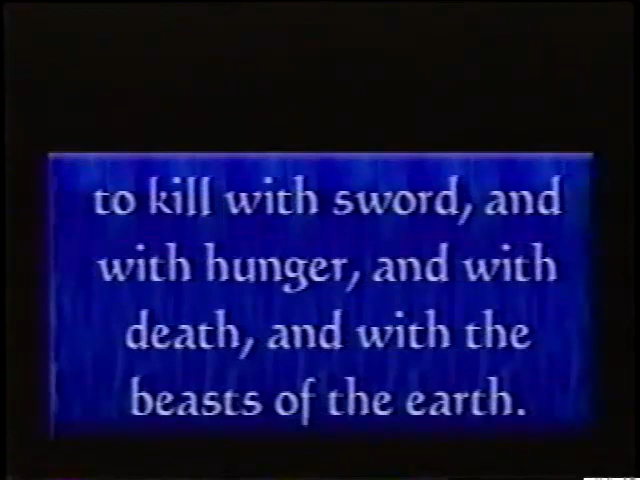 to kill with sword, and
with hunger, and with
death, and with the
beasts of the earth.